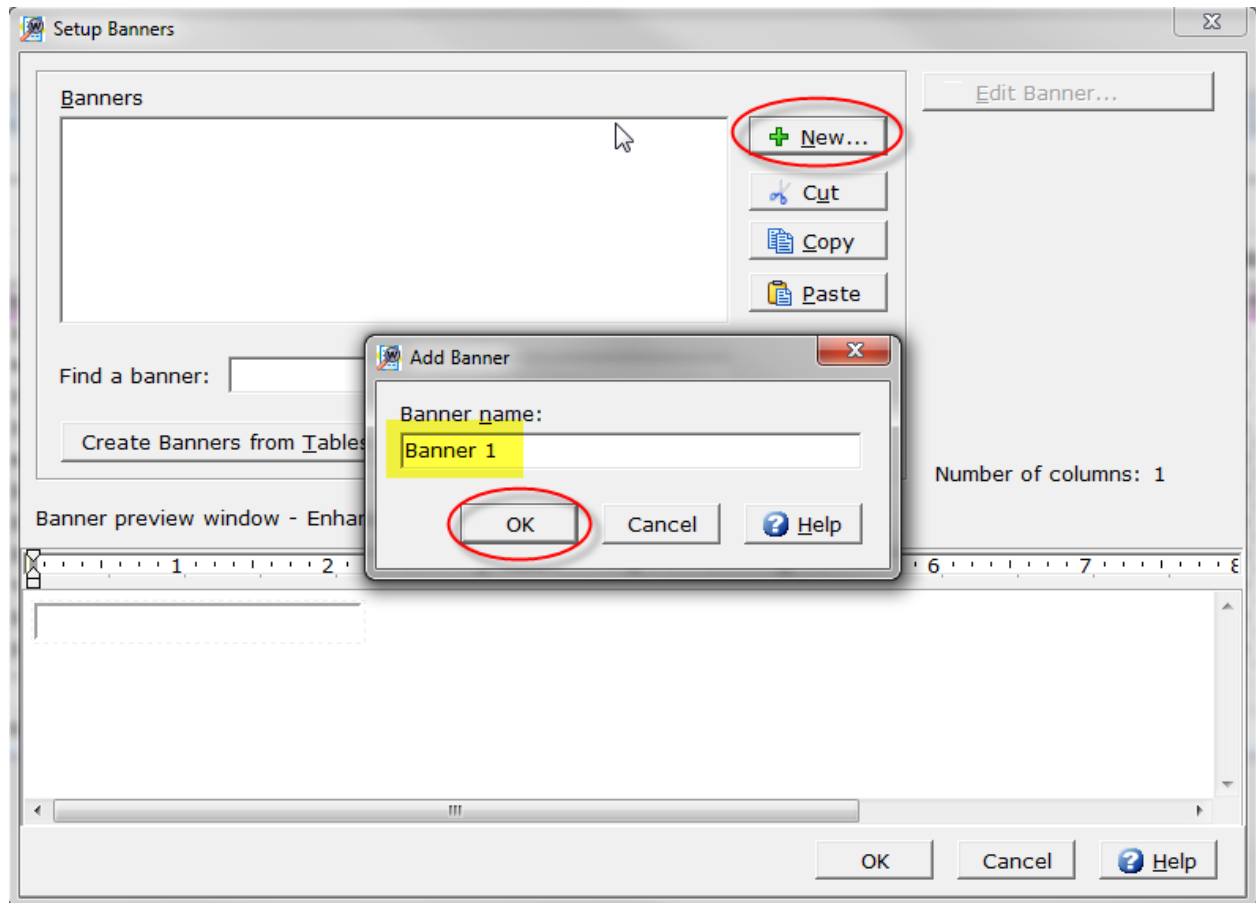 Setup Banners
Banners
Edit Banner...
New...
Cut
Copy
Paste
Find a banner:
Create Banners from Tables
Add Banner
Banner name:
Banner 1
OK Cancel Help
Number of columns: 1
Banner preview window - Enhan
1 2 6 7 8
OK Cancel Help